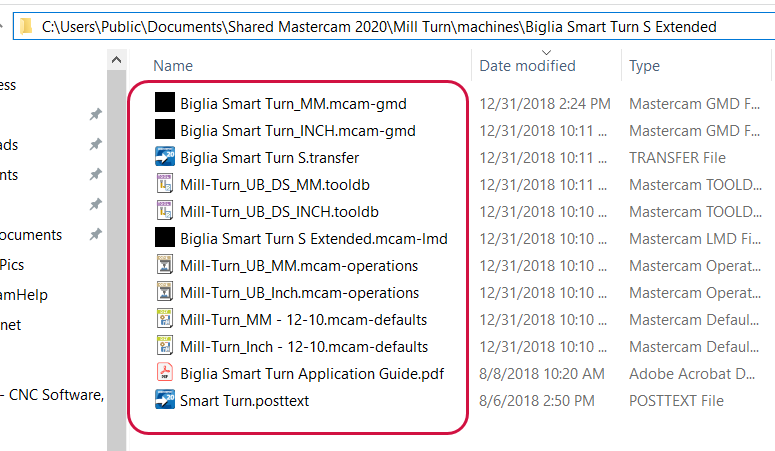 C:\Users\Public\Documents\Shared Mastercam 2020\Mill Turn\machines\Biglia Smart Turn S Extended
Name Date modified Type
ess
Biglia Smart Turn_MM.mcam-gmd 12/31/2018 2:24 PM Mastercam GMD F...
Biglia Smart Turn_INCH.mcam-gmd 12/31/2018 10:11 ... Mastercam GMD F...
ads Biglia Smart Turn S.transfer 12/31/2018 10:11 ... TRANSFER File
nts Mill-Turn_UB_DS_MM.tooldb 12/31/2018 10:11 ... Mastercam TOOLD...
Mill-Turn_UB_DS_INCH.tooldb 12/31/2018 10:10 ... Mastercam TOOLD...
ocuments Biglia Smart Turn S Extended.mcam-lmd 12/31/2018 10:10 ... Mastercam LMD Fi...
Pics Mill-Turn_UB_MM.mcam-operations 12/31/2018 10:10 ... Mastercam Operat...
amHelp Mill-Turn_UB_Inch.mcam-operations 12/31/2018 10:10 ... Mastercam Operat...
net Mill-Turn_MM - 12-10.mcam-defaults 12/31/2018 10:10 ... Mastercam Defaul...
Mill-Turn_Inch - 12-10.mcam-defaults 12/31/2018 10:10 ... Mastercam Defaul...
Biglia Smart Turn Application Guide.pdf 8/8/2018 10:20 AM Adobe Acrobat D...
- CNC Software, Smart Turn.posttext 8/6/2018 2:50 PM POSTTEXT File